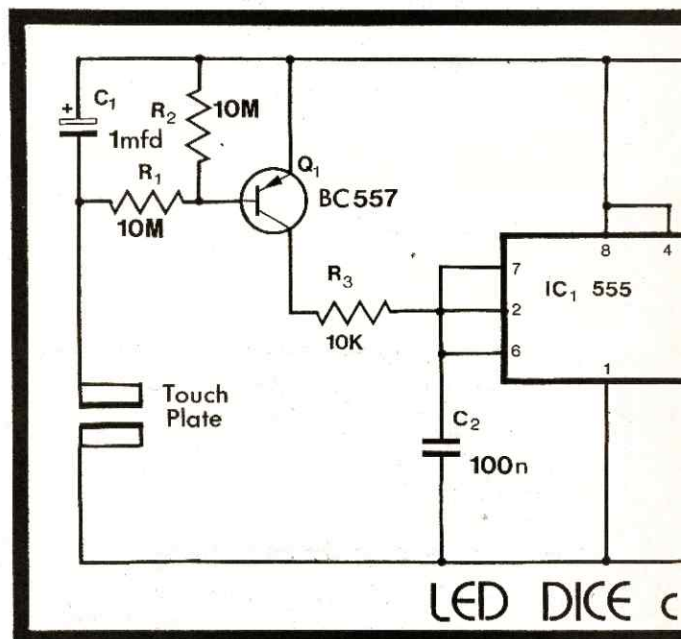 +
C1
1mfd
R2
10M
R1
10M
Q1
BC557
R3
10K
8
4
7
2
6
1
IC1 555
Touch
Plate
C2
100n
LED DICE c